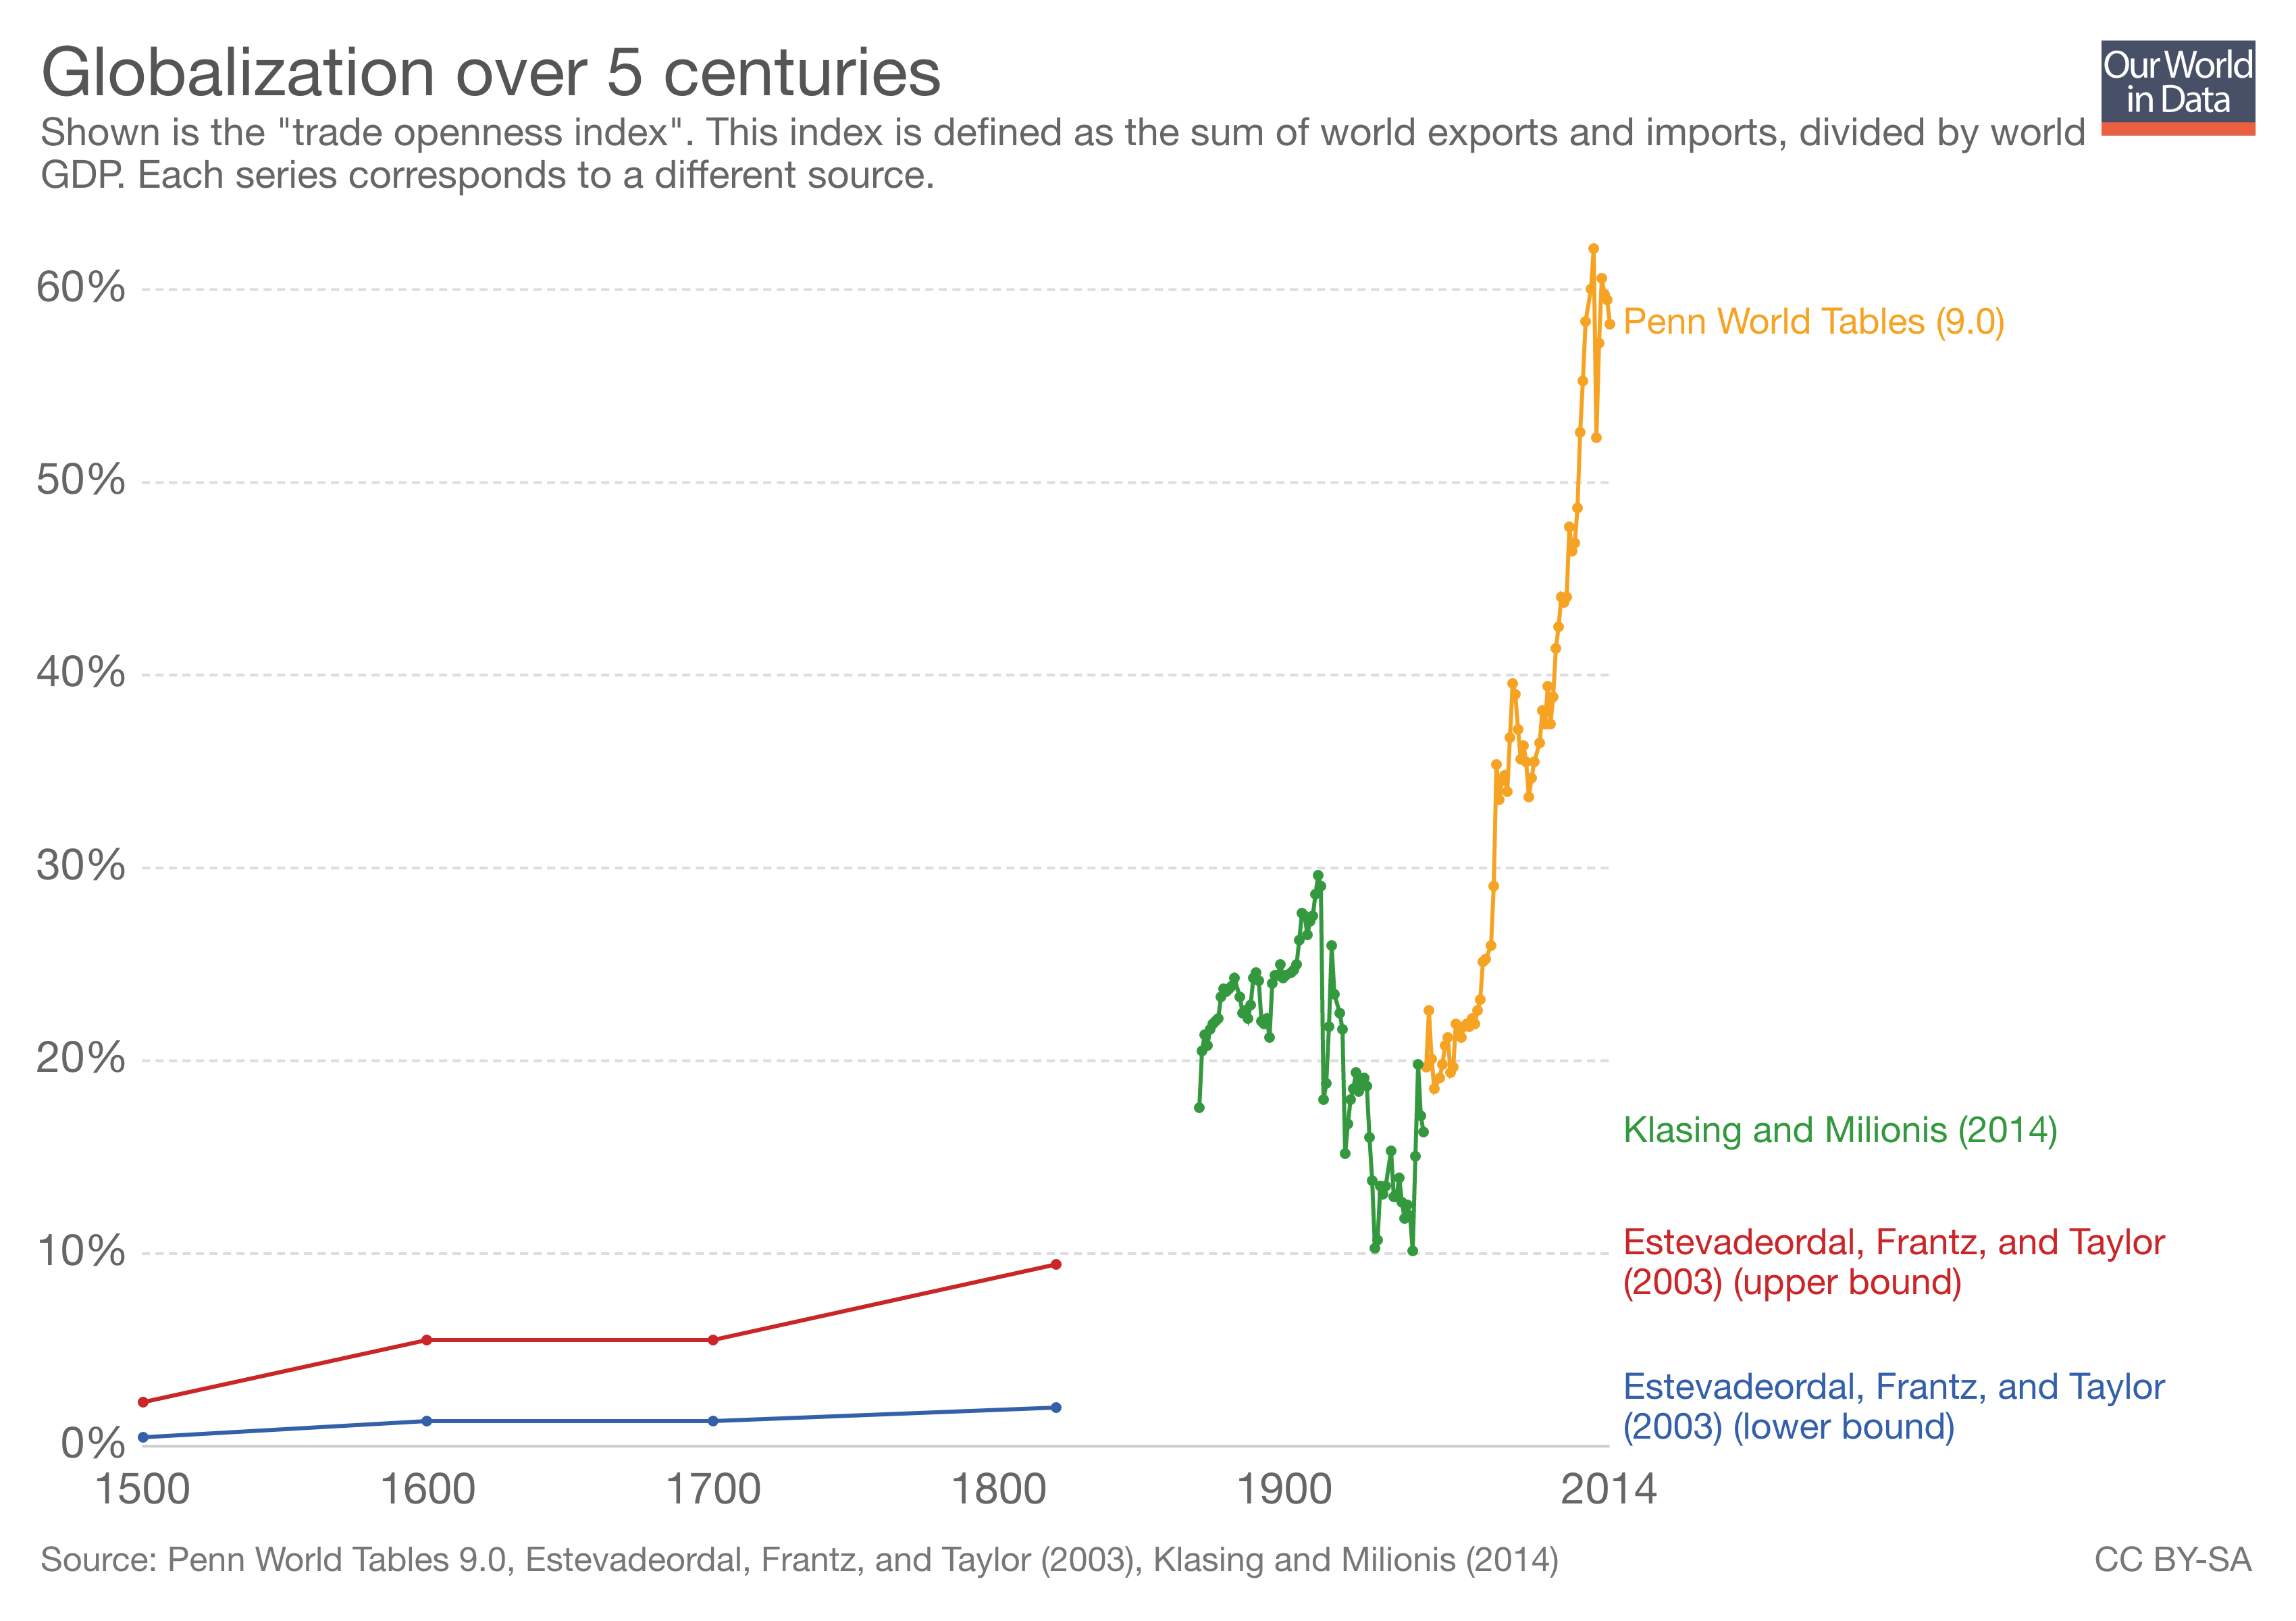 Globalization over 5 centuries
Our World
in Data
Shown is the "trade openness index". This index is defined as the sum of world exports and imports, divided by world
GDP. Each series corresponds to a different source.
60%
Penn World Tables (9.0)
50%
40%
30%
20%
Klasing and Milionis (2014)
10%
Estevadeordal, Frantz, and Taylor
(2003) (upper bound)
Estevadeordal, Frantz, and Taylor
(2003) (lower bound)
0%
1500 1600 1700 1800 1900 2014
Source: Penn World Tables 9.0, Estevadeordal, Frantz, and Taylor (2003), Klasing and Milionis (2014)
CC BY-SA